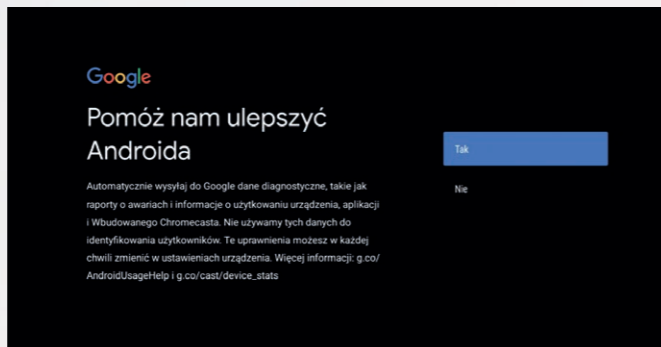 Google
Pomóż nam ulepszyć
Androida
Automatycznie wysyłaj do Google dane diagnostyczne, takie jak
raporty o awariach i informacje o użytkowaniu urządzenia, aplikacji
i Wbudowanego Chromecasta. Nie używamy tych danych do
identyfikowania użytkowników. Te uprawnienia możesz w każdej
chwili zmienić w ustawieniach urządzenia. Więcej informacji: g.co/
AndroidUsageHelp i g.co/cast/device_stats
Tak
Nie